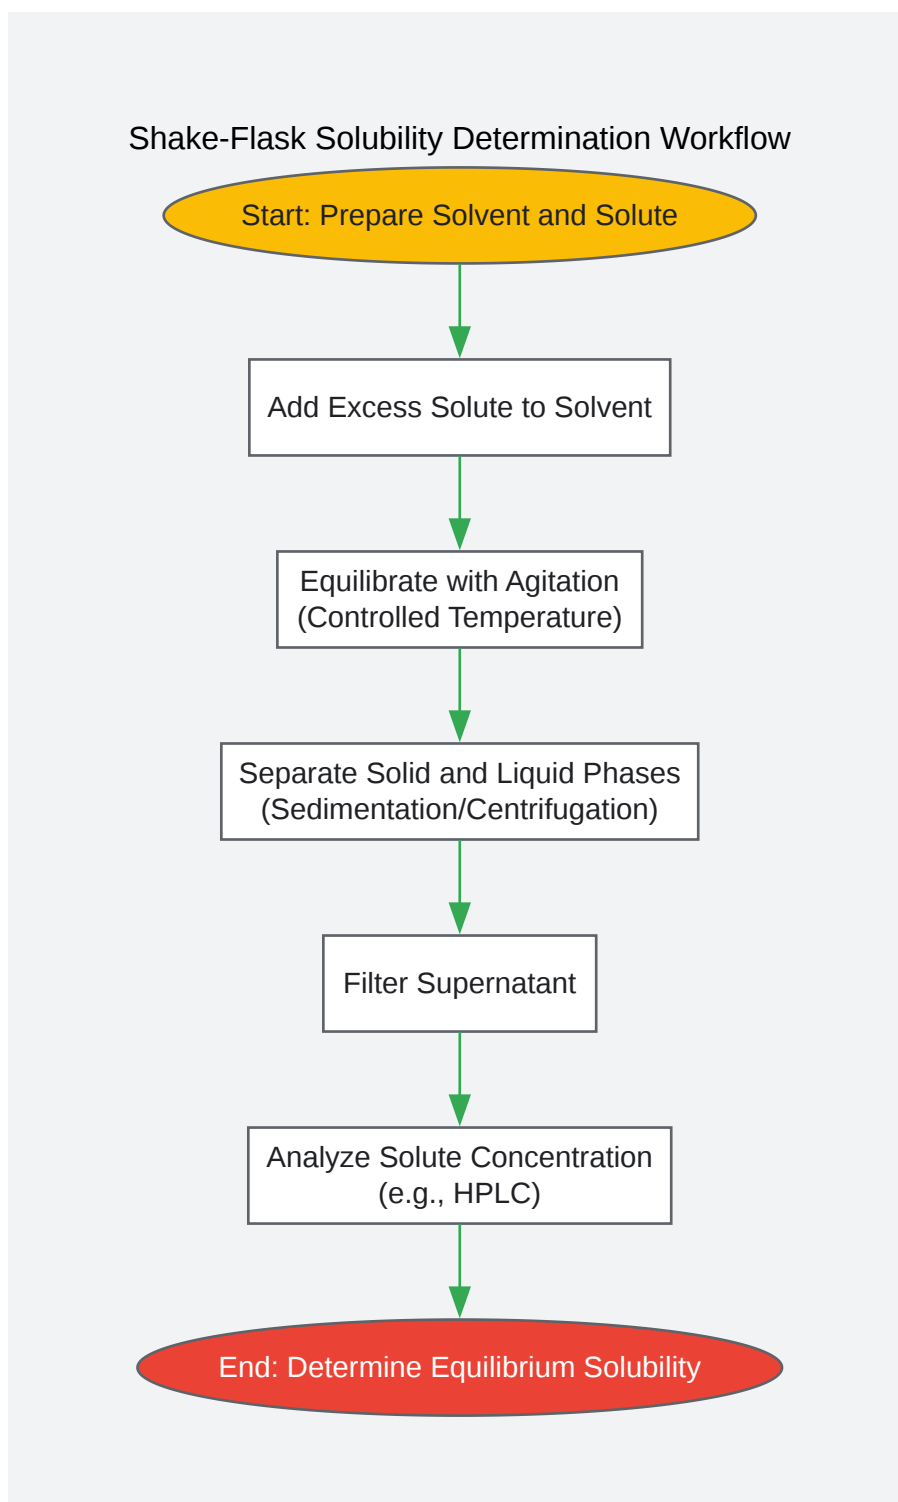 Shake-Flask Solubility Determination Workflow
Start: Prepare Solvent and Solute
Add Excess Solute to Solvent
Equilibrate with Agitation
(Controlled Temperature)
Separate Solid and Liquid Phases
(Sedimentation/Centrifugation)
Filter Supernatant
Analyze Solute Concentration
(e.g., HPLC)
End: Determine Equilibrium Solubility